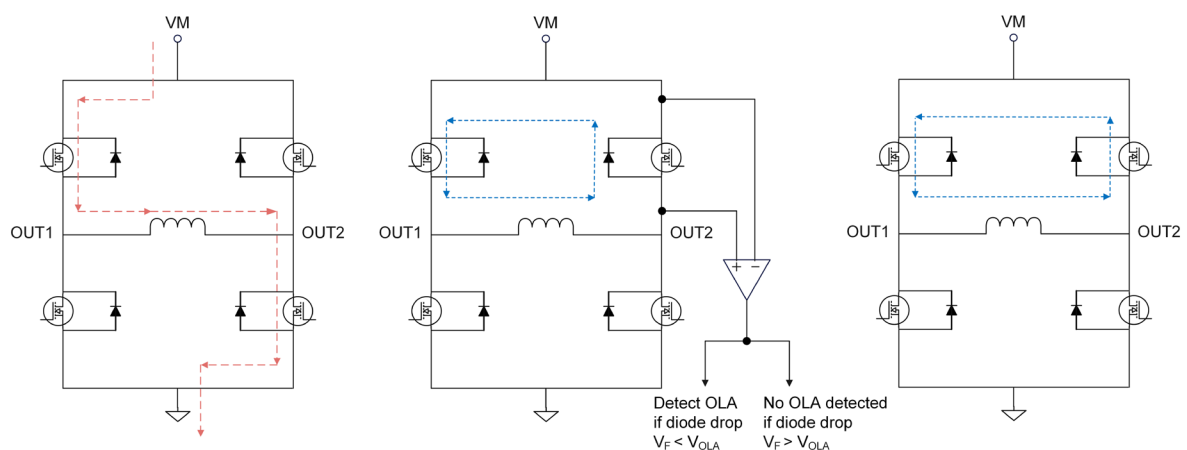 VM
OUT1
OUT2
VM
OUT1
OUT2
+ −
Detect OLA
if diode drop
V_F < V_OLA
No OLA detected
if diode drop
V_F > V_OLA
VM
OUT1
OUT2